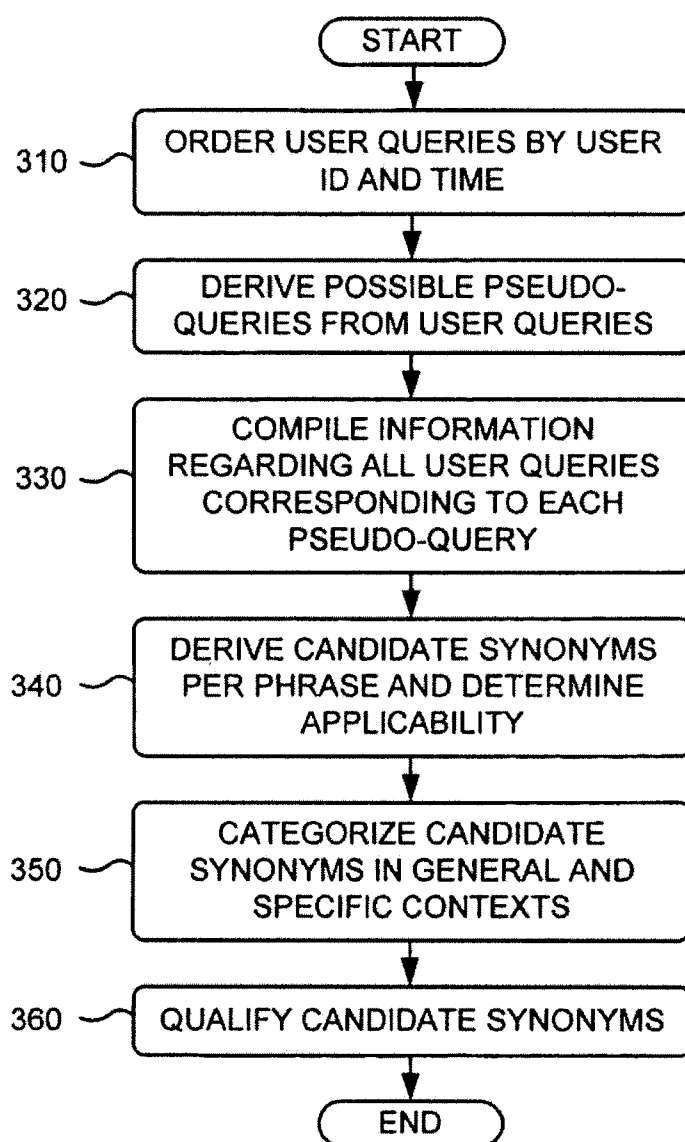 START
310
ORDER USER QUERIES BY USER
ID AND TIME
320
DERIVE POSSIBLE PSEUDO-
QUERIES FROM USER QUERIES
330
COMPILE INFORMATION
REGARDING ALL USER QUERIES
CORRESPONDING TO EACH
PSEUDO-QUERY
340
DERIVE CANDIDATE SYNONYMS
PER PHRASE AND DETERMINE
APPLICABILITY
350
CATEGORIZE CANDIDATE
SYNONYMS IN GENERAL AND
SPECIFIC CONTEXTS
360
QUALIFY CANDIDATE SYNONYMS
END